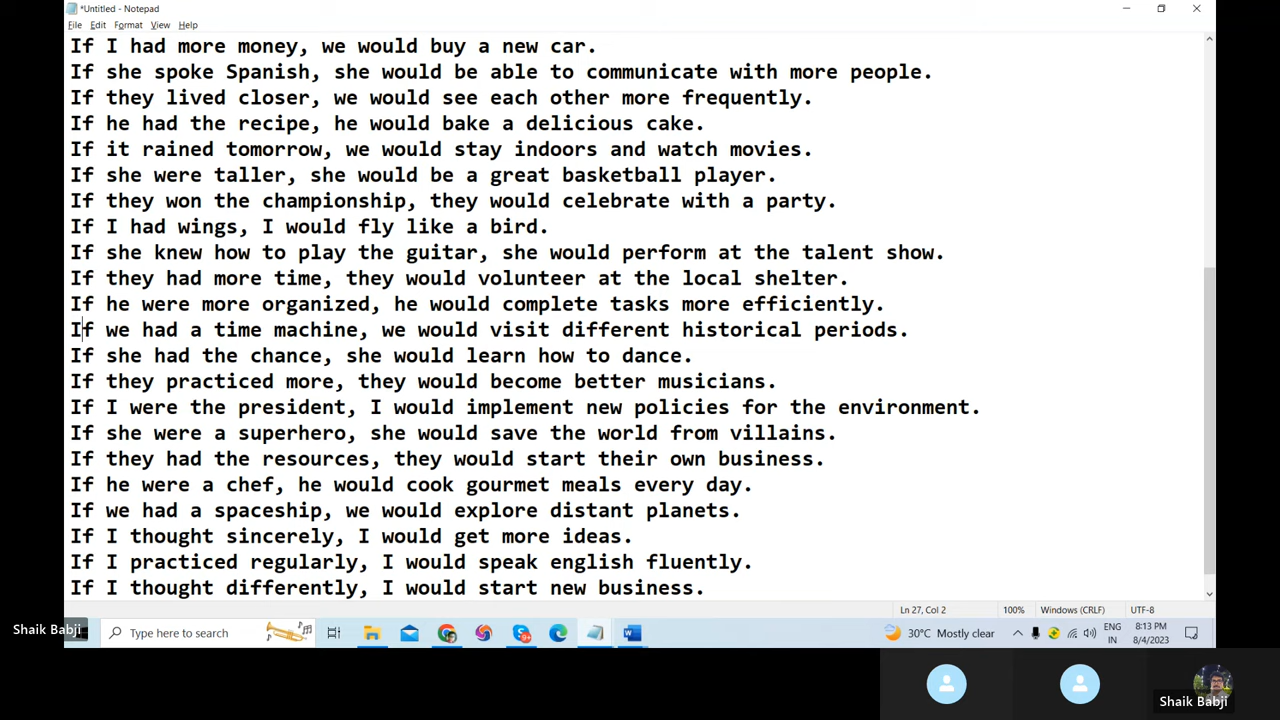 *Untitled - Notepad
File Edit Format View Help
If I had more money, we would buy a new car.
If she spoke Spanish, she would be able to communicate with more people.
If they lived closer, we would see each other more frequently.
If he had the recipe, he would bake a delicious cake.
If it rained tomorrow, we would stay indoors and watch movies.
If she were taller, she would be a great basketball player.
If they won the championship, they would celebrate with a party.
If I had wings, I would fly like a bird.
If she knew how to play the guitar, she would perform at the talent show.
If they had more time, they would volunteer at the local shelter.
If he were more organized, he would complete tasks more efficiently.
If we had a time machine, we would visit different historical periods.
If she had the chance, she would learn how to dance.
If they practiced more, they would become better musicians.
If I were the president, I would implement new policies for the environment.
If she were a superhero, she would save the world from villains.
If they had the resources, they would start their own business.
If he were a chef, he would cook gourmet meals every day.
If we had a spaceship, we would explore distant planets.
If I thought sincerely, I would get more ideas.
If I practiced regularly, I would speak english fluently.
If I thought differently, I would start new business.
Ln 27, Col 2 100% Windows (CRLF) UTF-8
Shaik Babji
Type here to search
30°C Mostly clear
ENG
IN
8:13 PM
8/4/2023
Shaik Babji